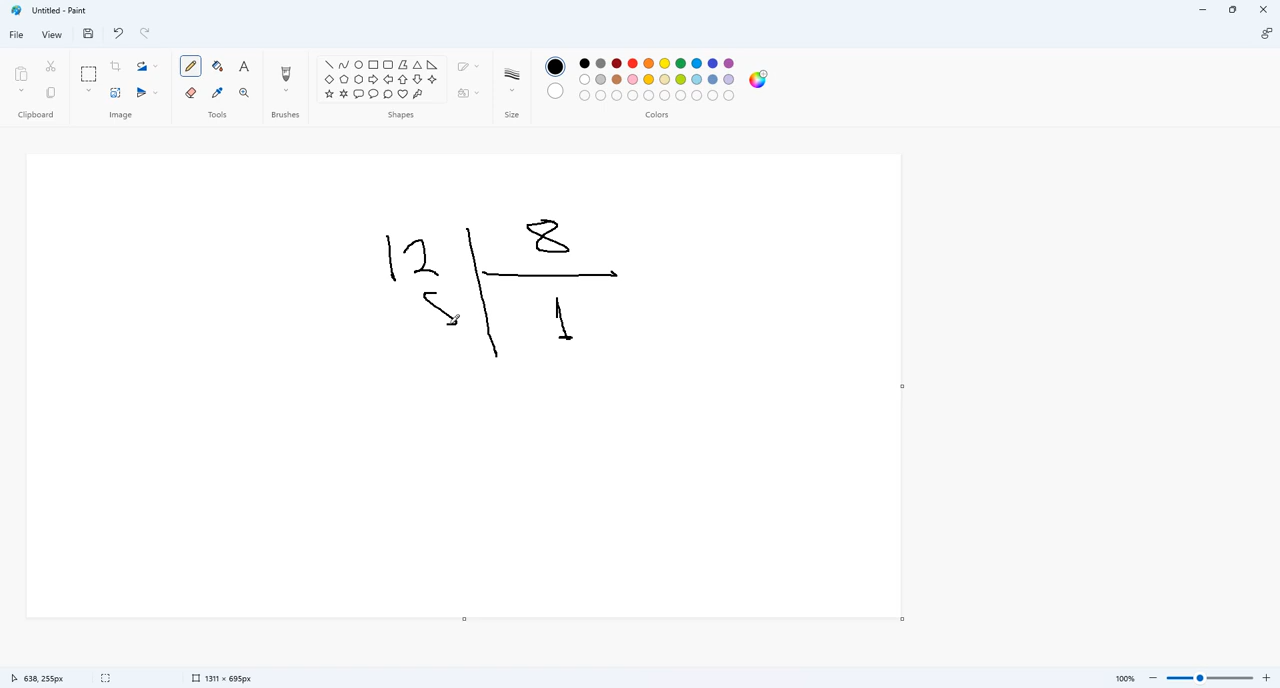 Untitled - Paint
File View
Clipboard Image Tools Brushes Shapes Size Colors
A
12 8
1
638, 255px 1311 × 695px 100%